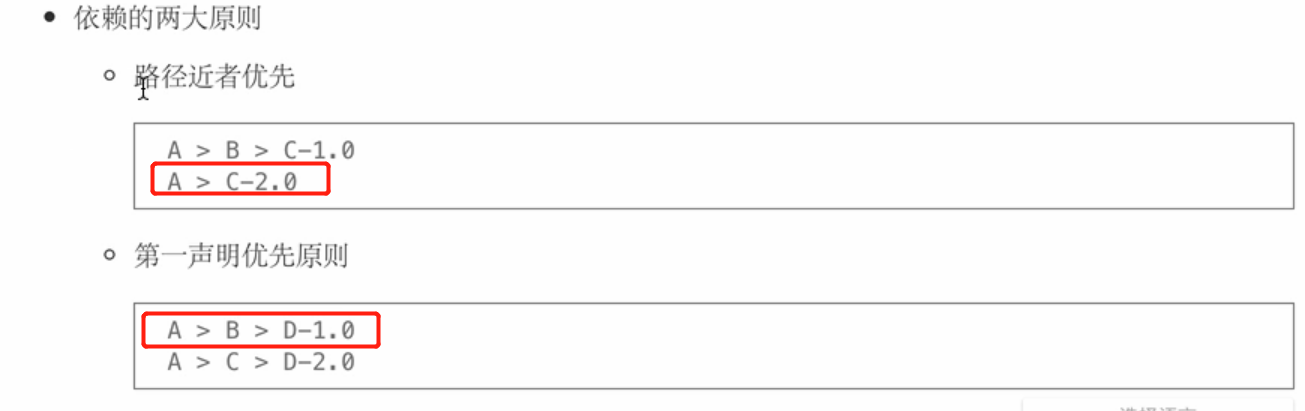 依赖的两大原则
路径近者优先
A > B > C-1.0
A > C-2.0
第一声明优先原则
A > B > D-1.0
A > C > D-2.0